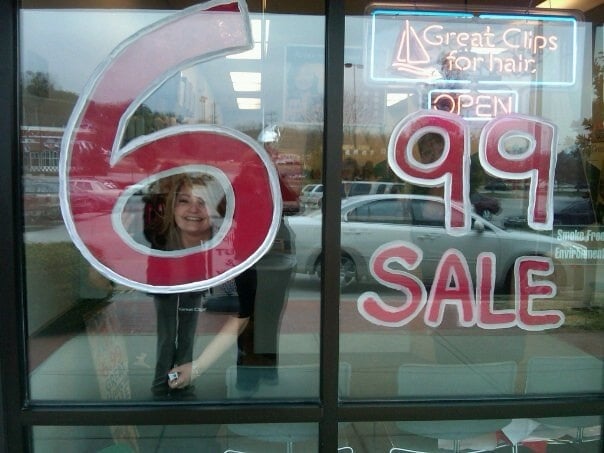 6 99
SALE
Great Clips
for hair.
OPEN
Smoke Free
Environment